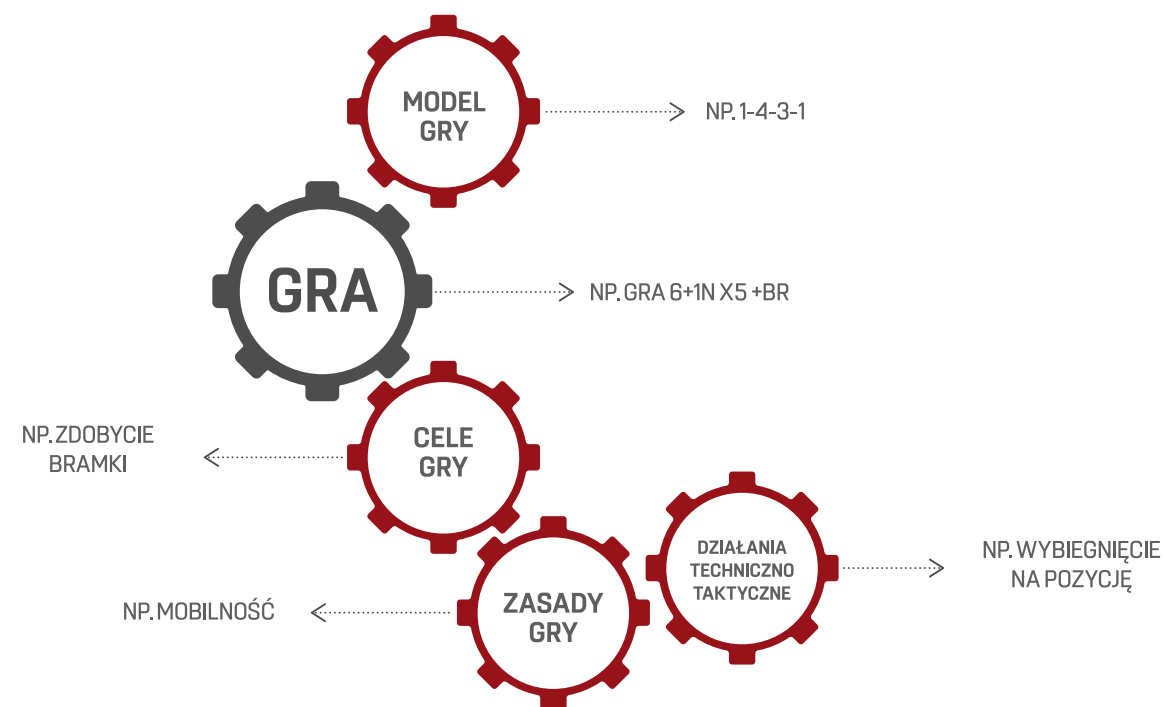 MODEL
GRY
NP. 1-4-3-1
GRA
NP. GRA 6+1N X5 +BR
NP. ZDOBYCIE
BRAMKI
CELE
GRY
DZIAŁANIA
TECHNICZNO
TAKTYCZNE
NP. WYBIEGNIĘCIE
NA POZYCJĘ
NP. MOBILNOŚĆ
ZASADY
GRY